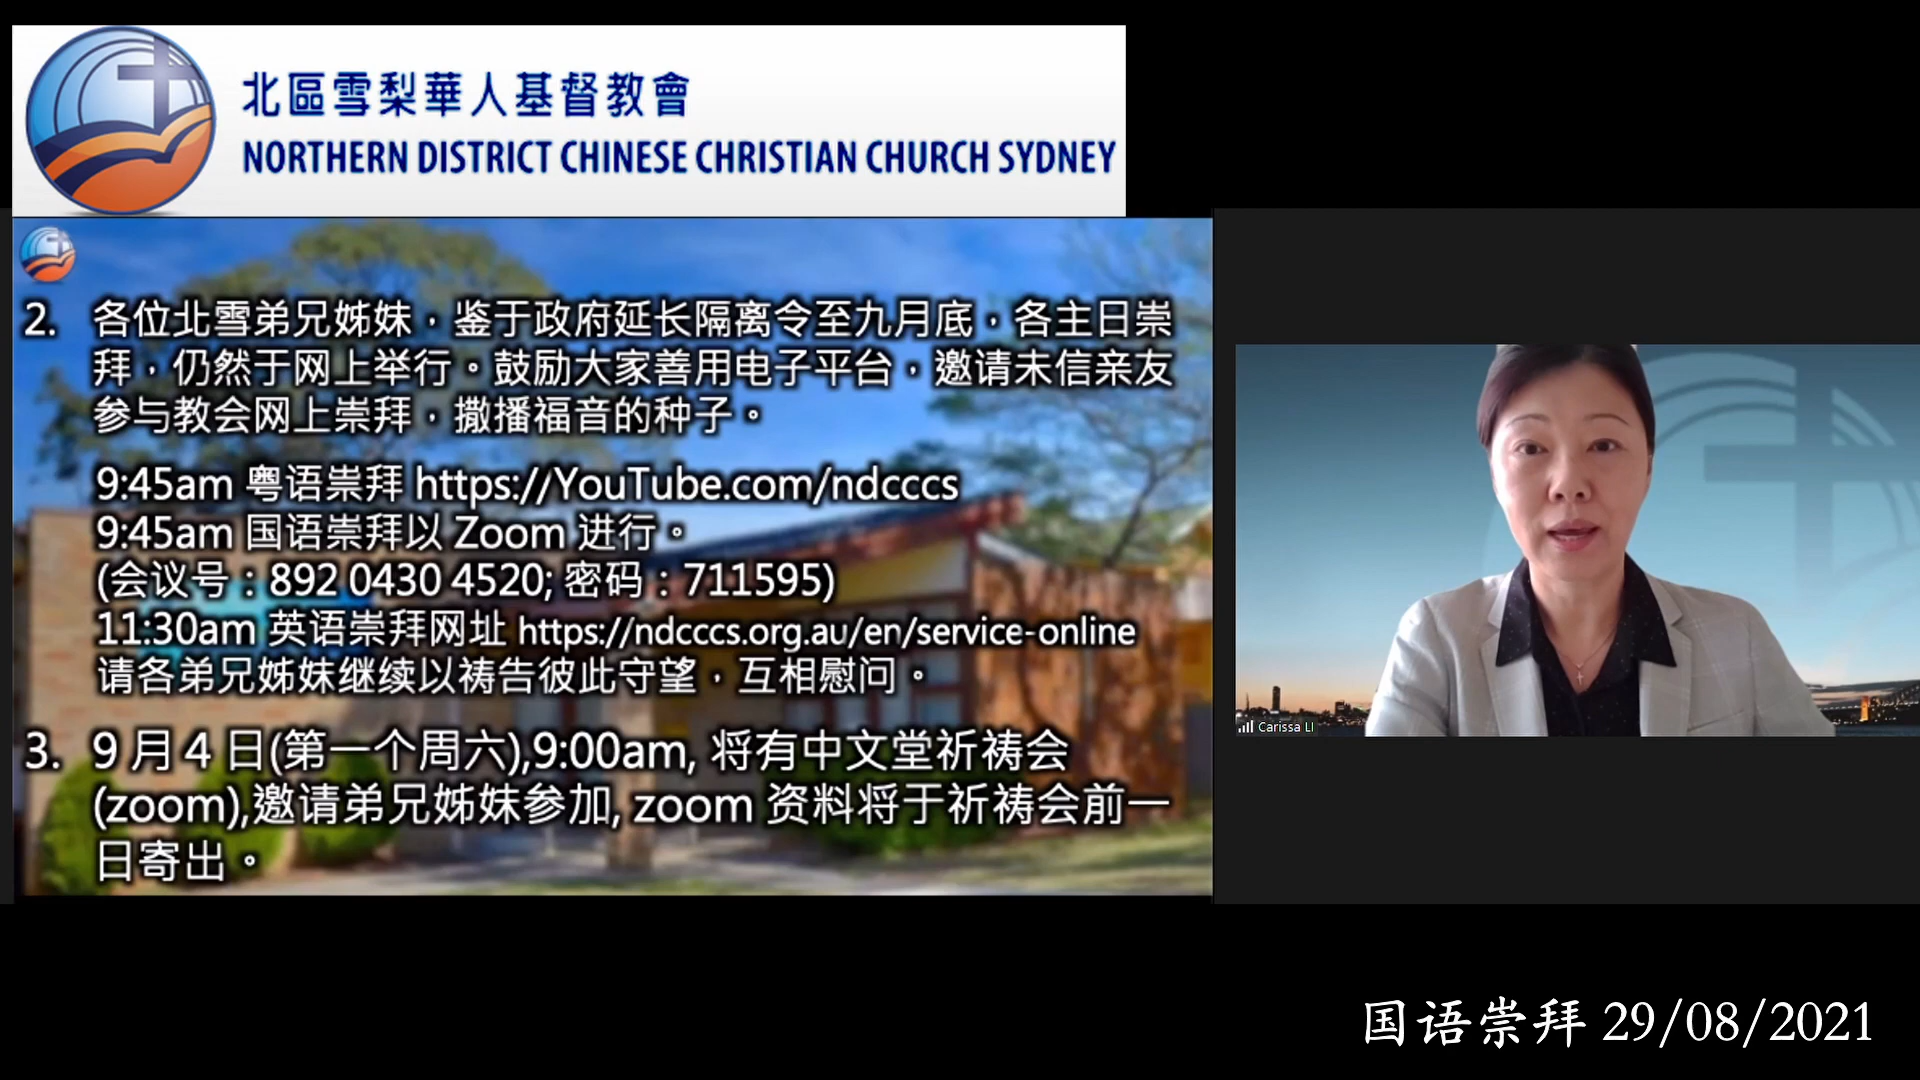 北區雪梨華人基督教會
NORTHERN DISTRICT CHINESE CHRISTIAN CHURCH SYDNEY
2. 各位北雪弟兄姊妹，鉴于政府延长隔离令至九月底，各主日崇
拜，仍然于网上举行。鼓励大家善用电子平台，邀请未信亲友
参与教会网上崇拜，撒播福音的种子。
9:45am 粤语崇拜 https://YouTube.com/ndcccs
9:45am 国语崇拜以 Zoom 进行。
(会议号：892 0430 4520; 密码：711595)
11:30am 英语崇拜网址 https://ndcccs.org.au/en/service-online
请各弟兄姊妹继续以祷告彼此守望，互相慰问。
3. 9 月 4 日(第一个周六),9:00am, 将有中文堂祈祷会
(zoom),邀请弟兄姊妹参加, zoom 资料将于祈祷会前一
日寄出。
Carissa LI
国语崇拜 29/08/2021